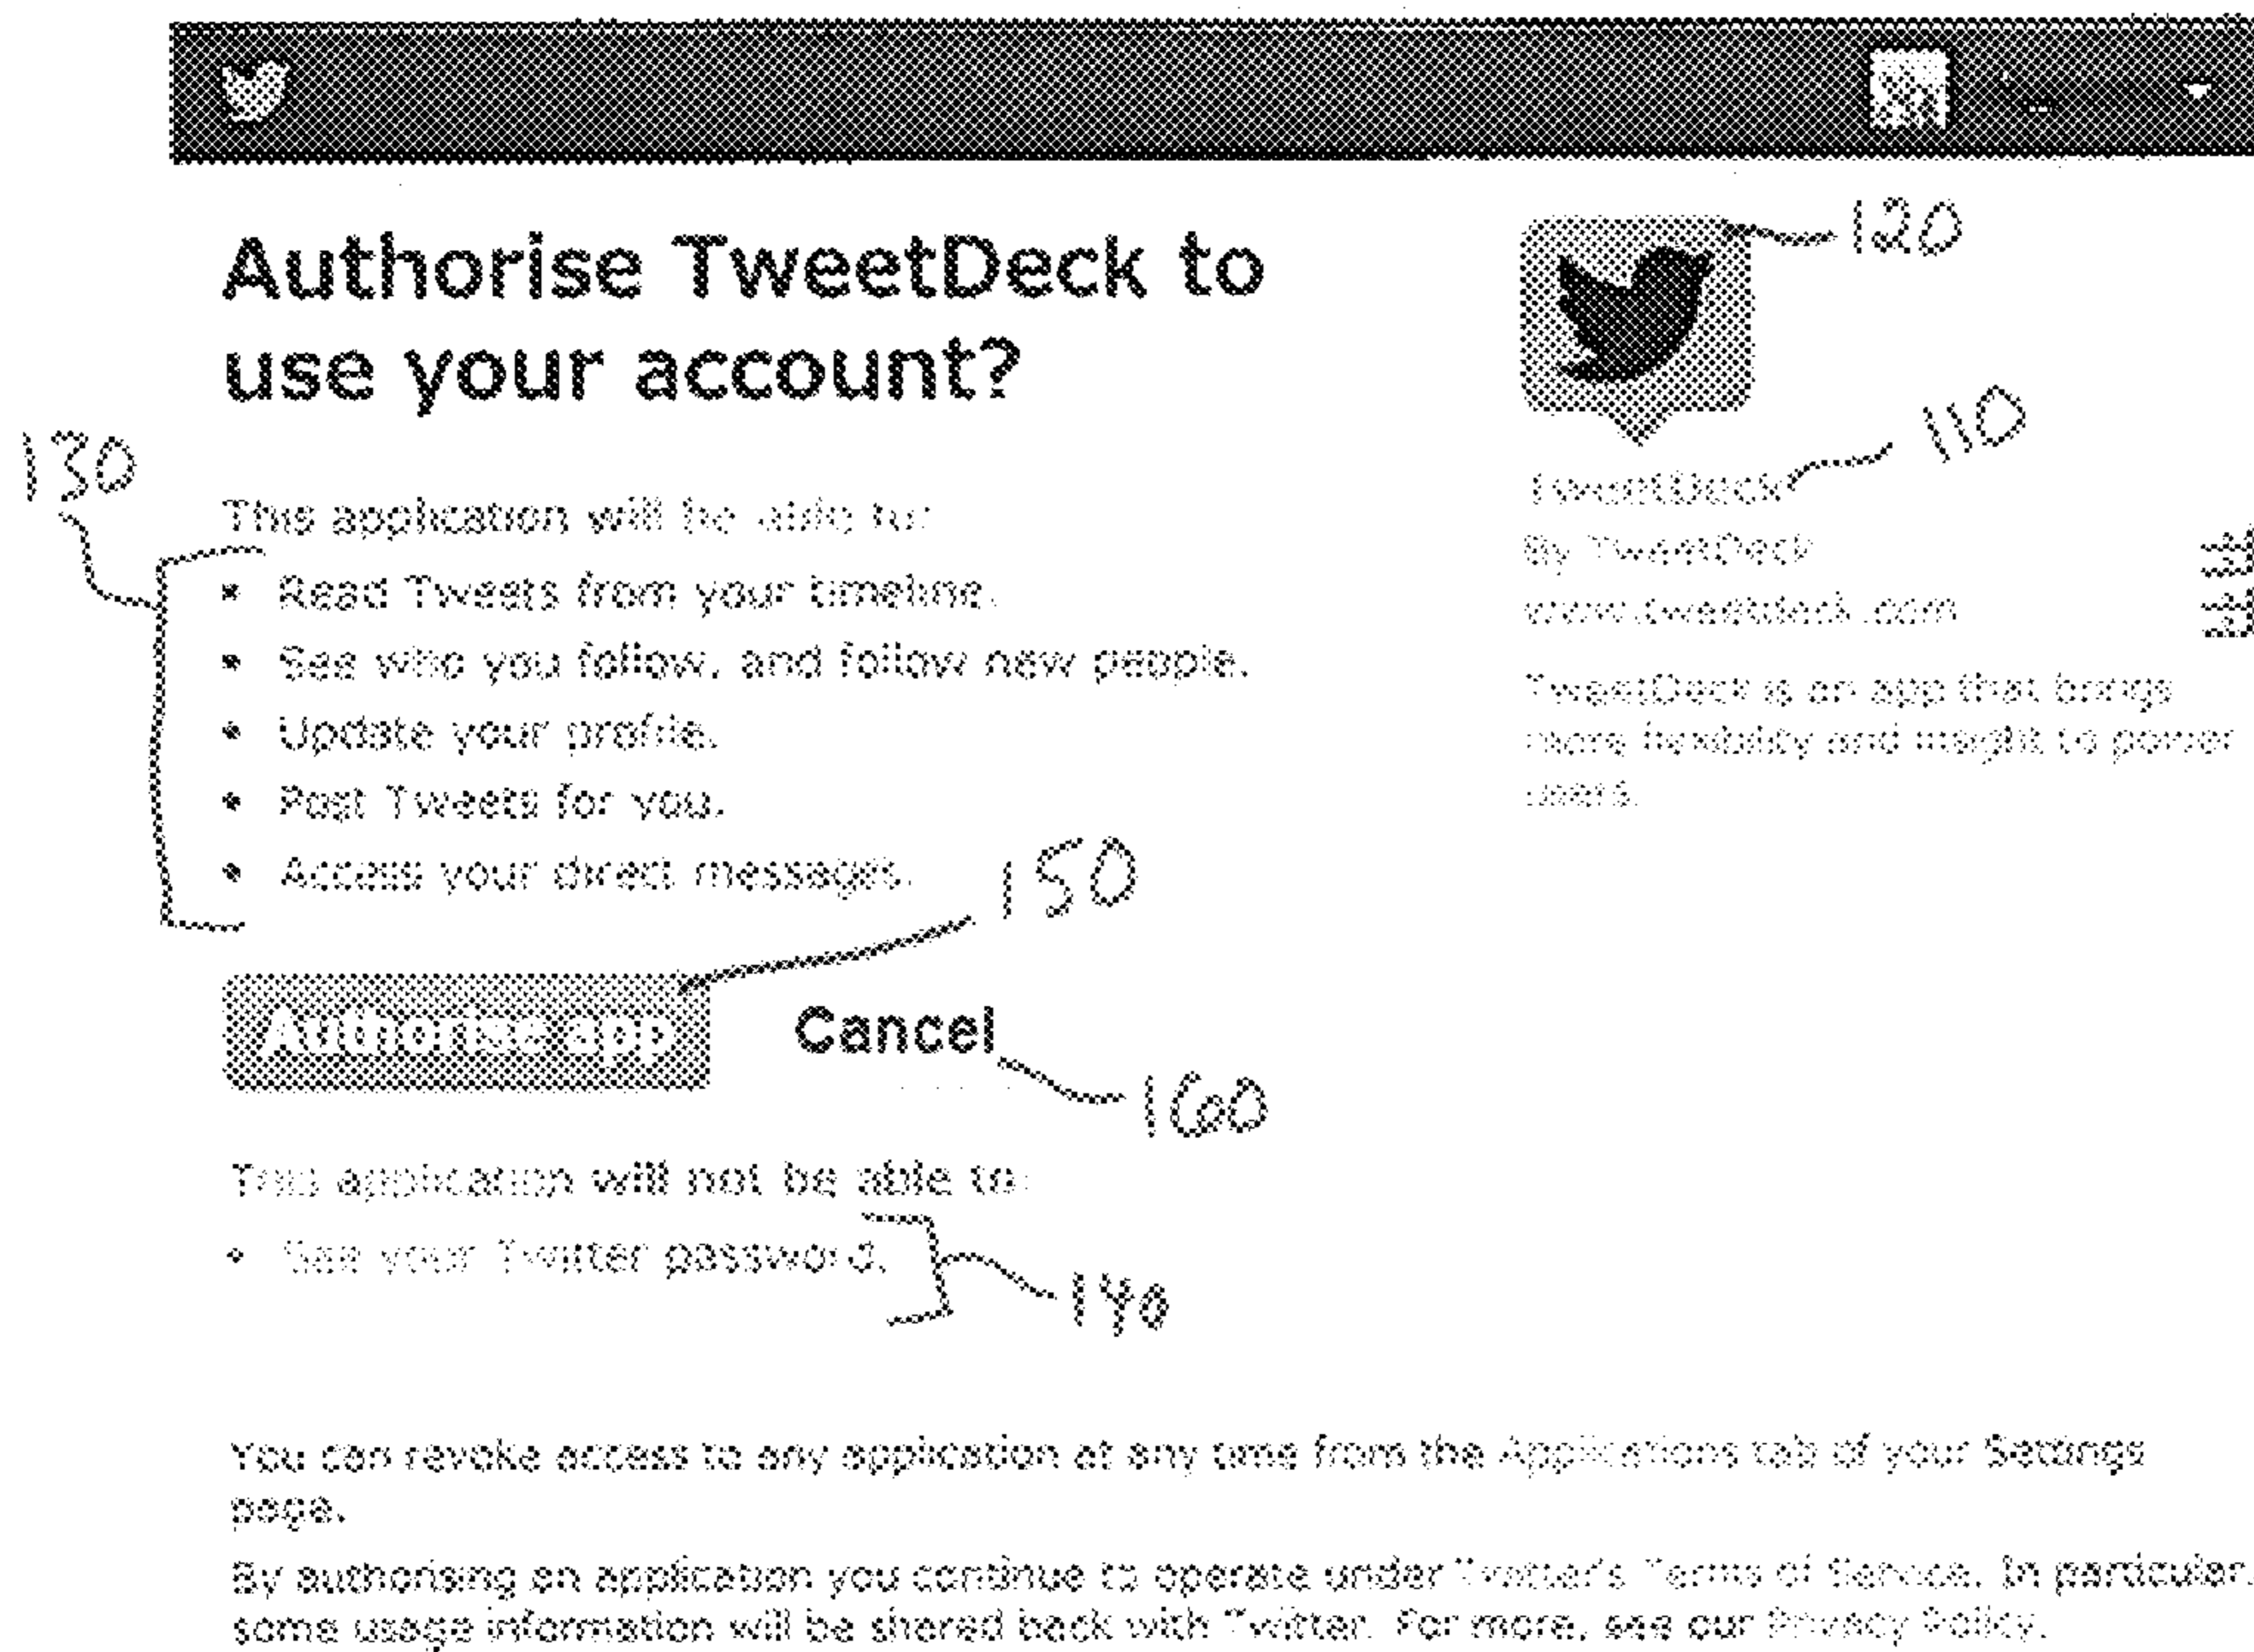 120
Authorise TweetDeck to
use your account?
110
130
TweetDeck
This application will be able to:
By TweetDeck
• Read Tweets from your timeline.
www.tweetdeck.com
• See who you follow, and follow new people.
TweetDeck is an app that brings
• Update your profile.
more flexibility and insight to power
users.
• Post Tweets for you.
• Access your direct messages.
150
Authorise app
Cancel
160
This application will not be able to:
• See your Twitter password.
140
You can revoke access to any application at any time from the Applications tab of your Settings
page.
By authorising an application you continue to operate under Twitter's Terms of Service. In particular,
some usage information will be shared back with Twitter. For more, see our Privacy Policy.